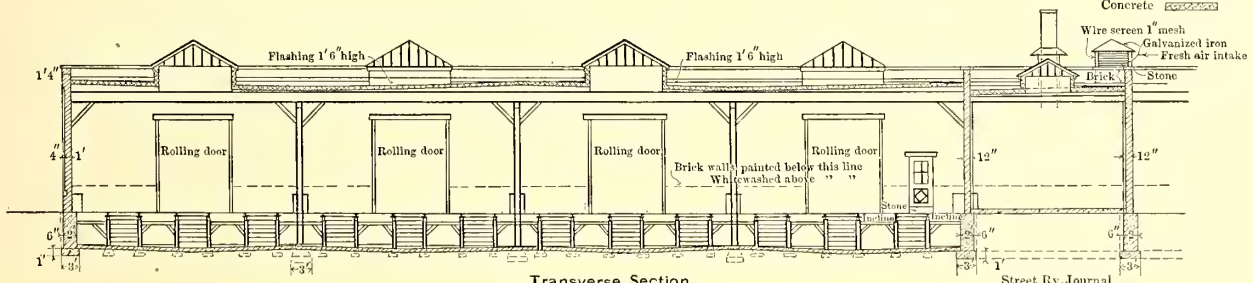 Concrete
Wire screen 1" mesh
Galvanized iron
Fresh air intake
Flashing 1' 6" high
Flashing 1' 6" high
1' 4"
Brick
Stone
Rolling door
Rolling door
Rolling door
Rolling door
4"
1'
12"
12"
Brick walls painted below this line
Whitewashed above " "
Stone
Incline
Incline
6"
2'
6"
6"
1'
3'
3'
3'
1'
3'
Transverse Section
Street Ry. Journal